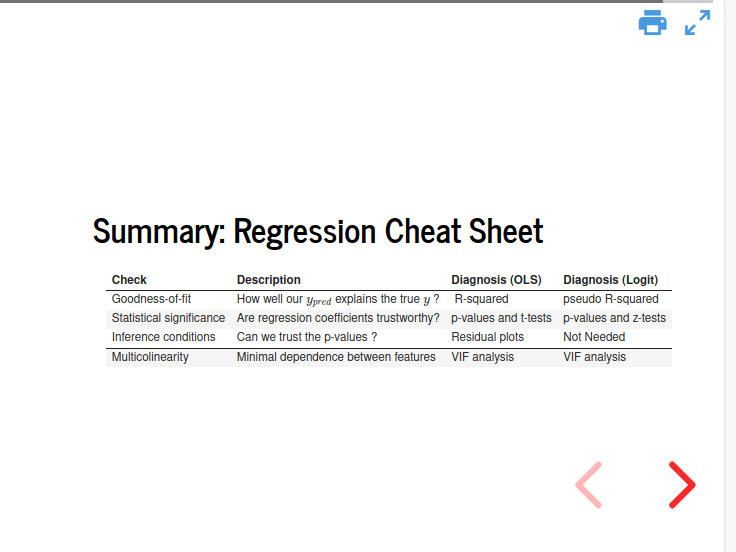 Summary: Regression Cheat Sheet
Check Description Diagnosis (OLS) Diagnosis (Logit)
Goodness-of-fit How well our y_pred explains the true y ? R-squared pseudo R-squared
Statistical significance Are regression coefficients trustworthy? p-values and t-tests p-values and z-tests
Inference conditions Can we trust the p-values ? Residual plots Not Needed
Multicolinearity Minimal dependence between features VIF analysis VIF analysis